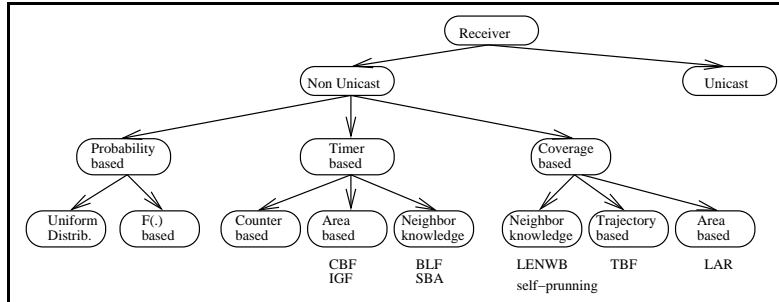 Receiver
Non Unicast
Unicast
Probability
based
Timer
based
Coverage
based
Uniform
Distrib.
F(.)
based
Counter
based
Area
based
Neighbor
knowledge
Neighbor
knowledge
Trajectory
based
Area
based
CBF
IGF
BLF
SBA
LENWB
self-prunning
TBF
LAR